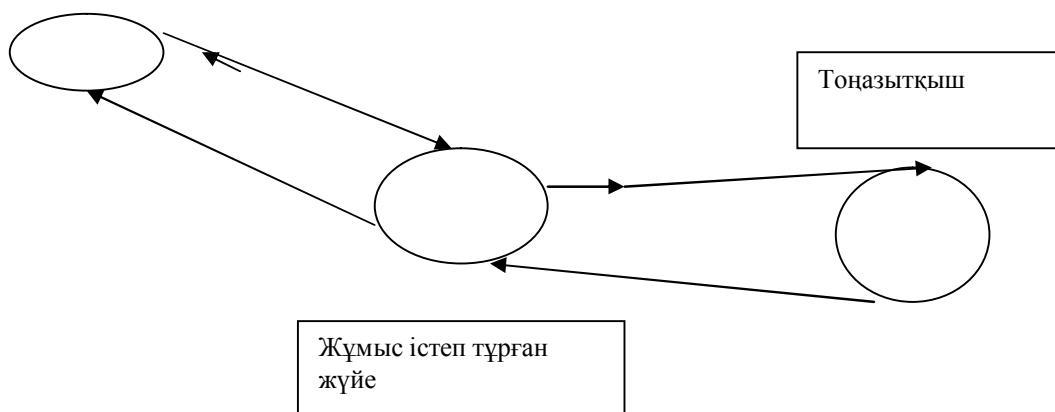 Тоңазытқыш
Жұмыс істеп тұрған
жүйе